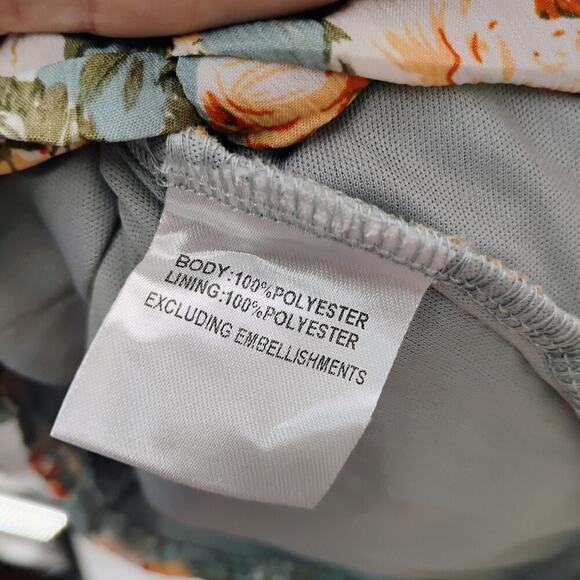 BODY:100%POLYESTER
LINING:100%POLYESTER
EXCLUDING EMBELLISHMENTS